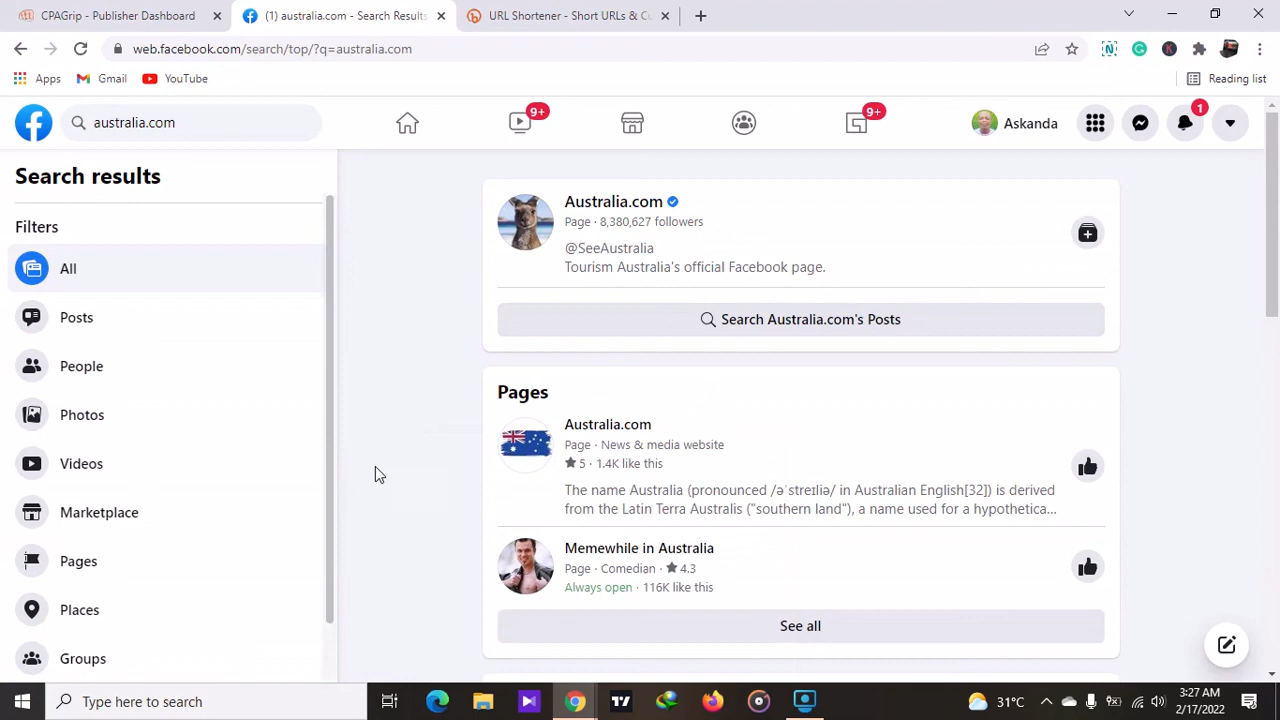 CPAGrip - Publisher Dashboard
(1) australia.com - Search Results
URL Shortener - Short URLs & Cu
web.facebook.com/search/top/?q=australia.com
Apps
Gmail
YouTube
Reading list
australia.com
9+
9+
Askanda
1
Search results
Filters
All
Posts
People
Photos
Videos
Marketplace
Pages
Places
Groups
Australia.com
Page · 8,380,627 followers
@SeeAustralia
Tourism Australia's official Facebook page.
Search Australia.com's Posts
Pages
Australia.com
Page · News & media website
5 · 1.4K like this
The name Australia (pronounced /əˈstreɪliə/ in Australian English[32]) is derived
from the Latin Terra Australis ("southern land"), a name used for a hypothetica...
Memewhile in Australia
Page · Comedian · 4.3
Always open · 116K like this
See all
Type here to search
31°C
3:27 AM
2/17/2022